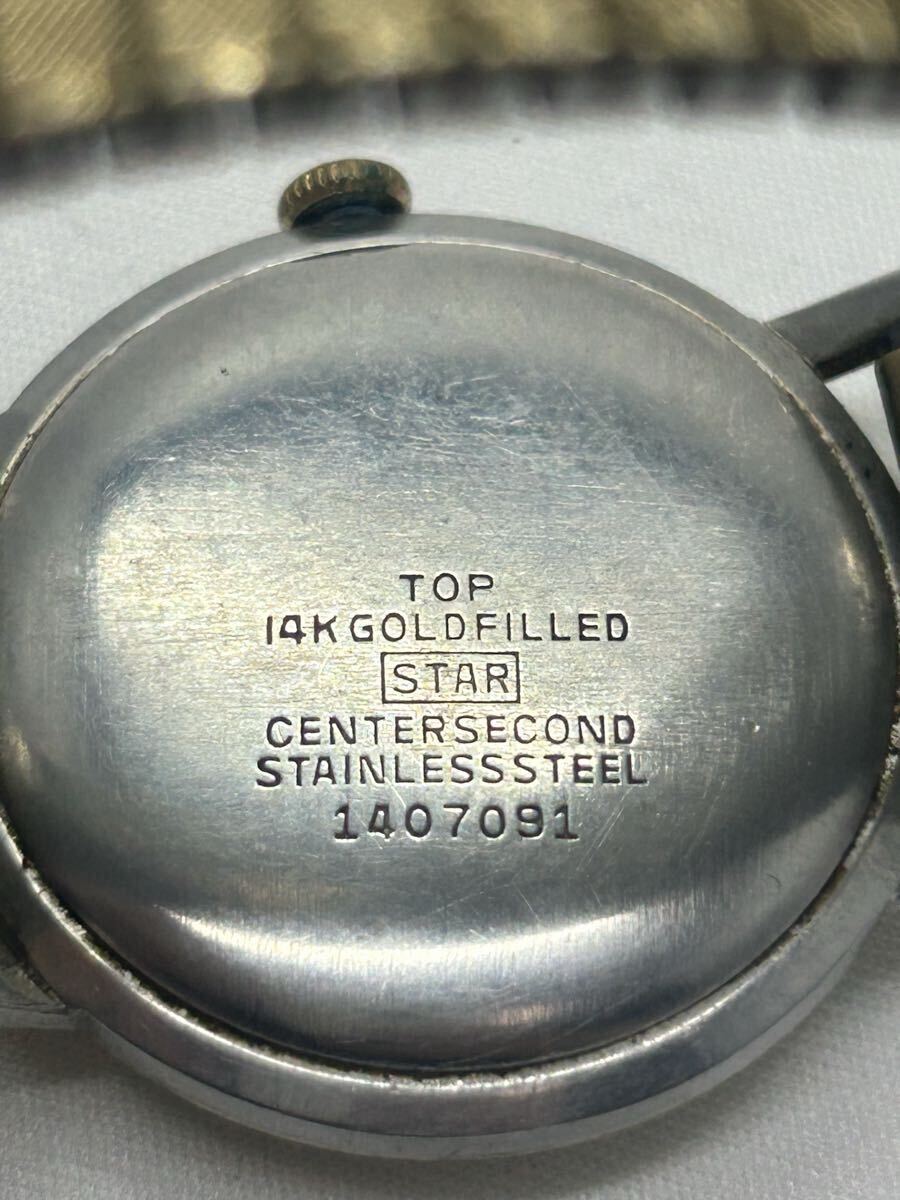 TOP
14K GOLDFILLED
STAR
CENTERSECOND
STAINLESSSTEEL
1407091